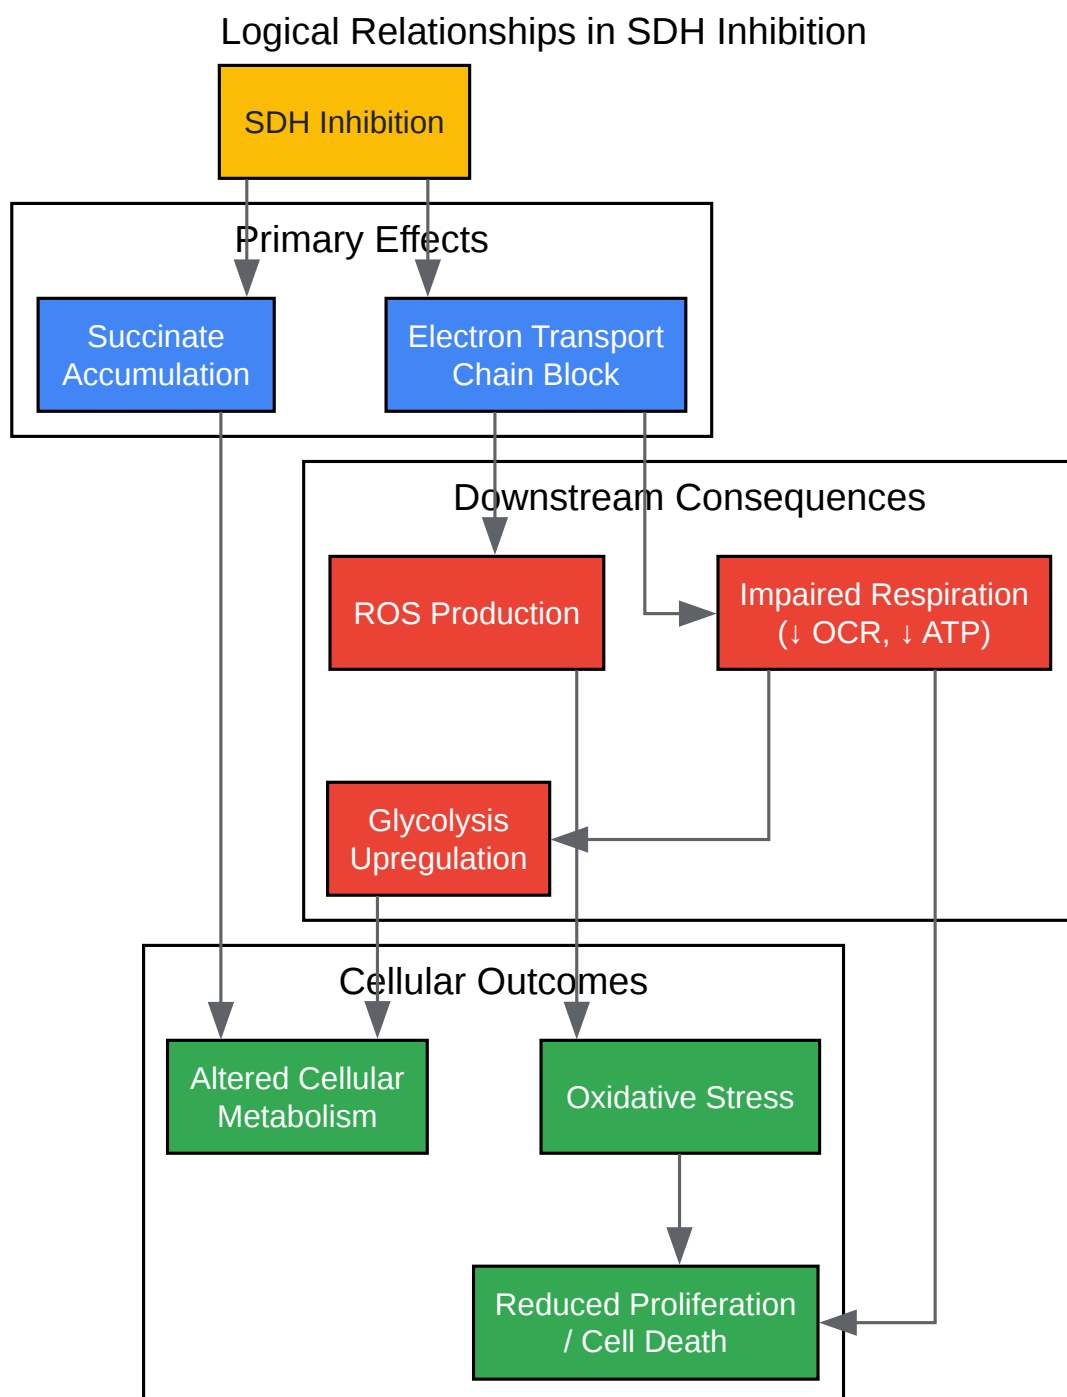 Logical Relationships in SDH Inhibition
SDH Inhibition
Primary Effects
Succinate
Accumulation
Electron Transport
Chain Block
Downstream Consequences
ROS Production
Impaired Respiration
(↓ OCR, ↓ ATP)
Glycolysis
Upregulation
Cellular Outcomes
Altered Cellular
Metabolism
Oxidative Stress
Reduced Proliferation
/ Cell Death